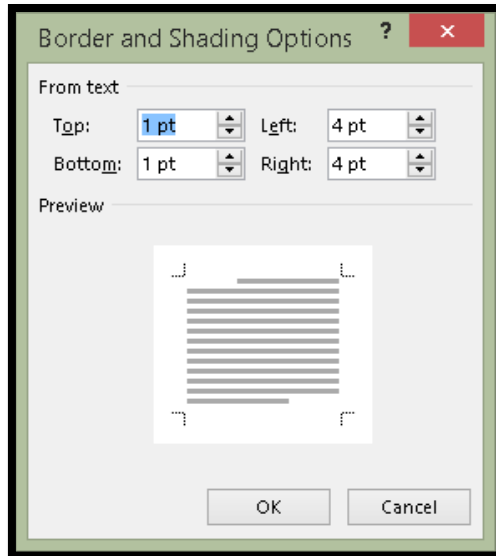 Border and Shading Options ? ×
From text
Top: 1 pt Left: 4 pt
Bottom: 1 pt Right: 4 pt
Preview
OK Cancel